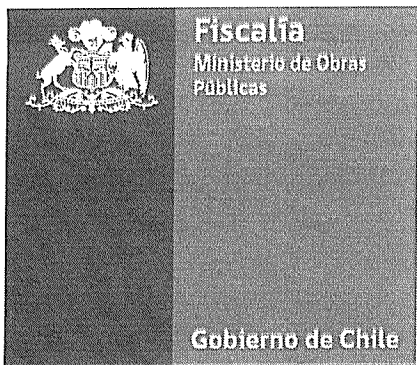 Fiscalía
Ministerio de Obras
Públicas
Gobierno de Chile